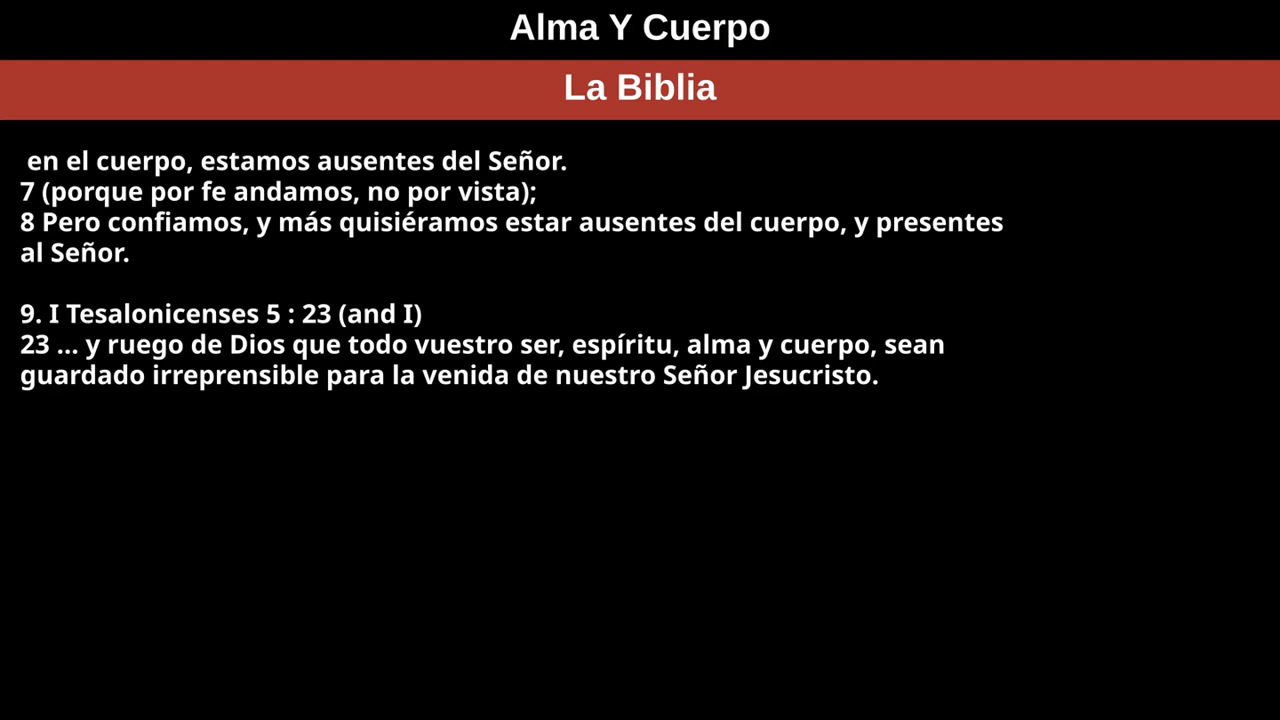 Alma Y Cuerpo
La Biblia
en el cuerpo, estamos ausentes del Señor.
7 (porque por fe andamos, no por vista);
8 Pero confiamos, y más quisiéramos estar ausentes del cuerpo, y presentes
al Señor.
9. I Tesalonicenses 5 : 23 (and I)
23 ... y ruego de Dios que todo vuestro ser, espíritu, alma y cuerpo, sean
guardado irreprensible para la venida de nuestro Señor Jesucristo.